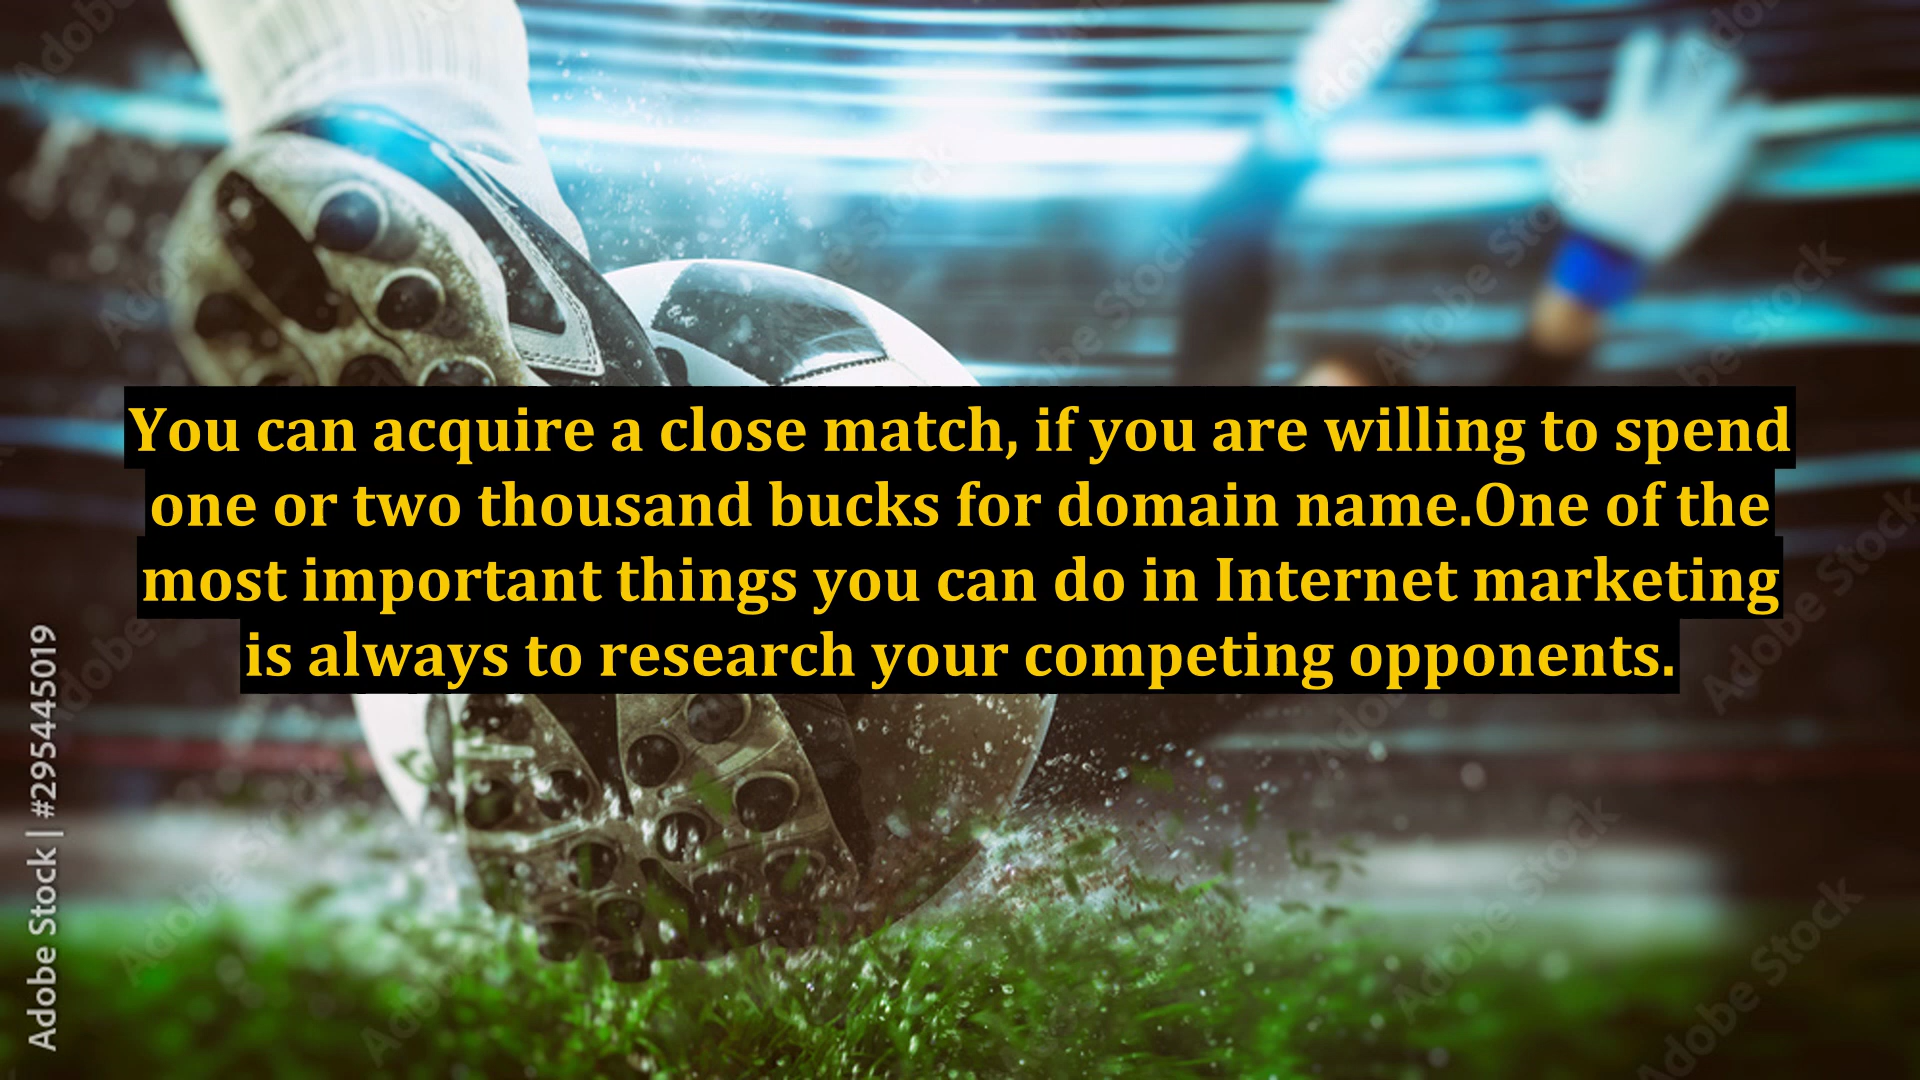 You can acquire a close match, if you are willing to spend
one or two thousand bucks for domain name.One of the
most important things you can do in Internet marketing
is always to research your competing opponents.
Adobe Stock | #295445019
Adobe Stock